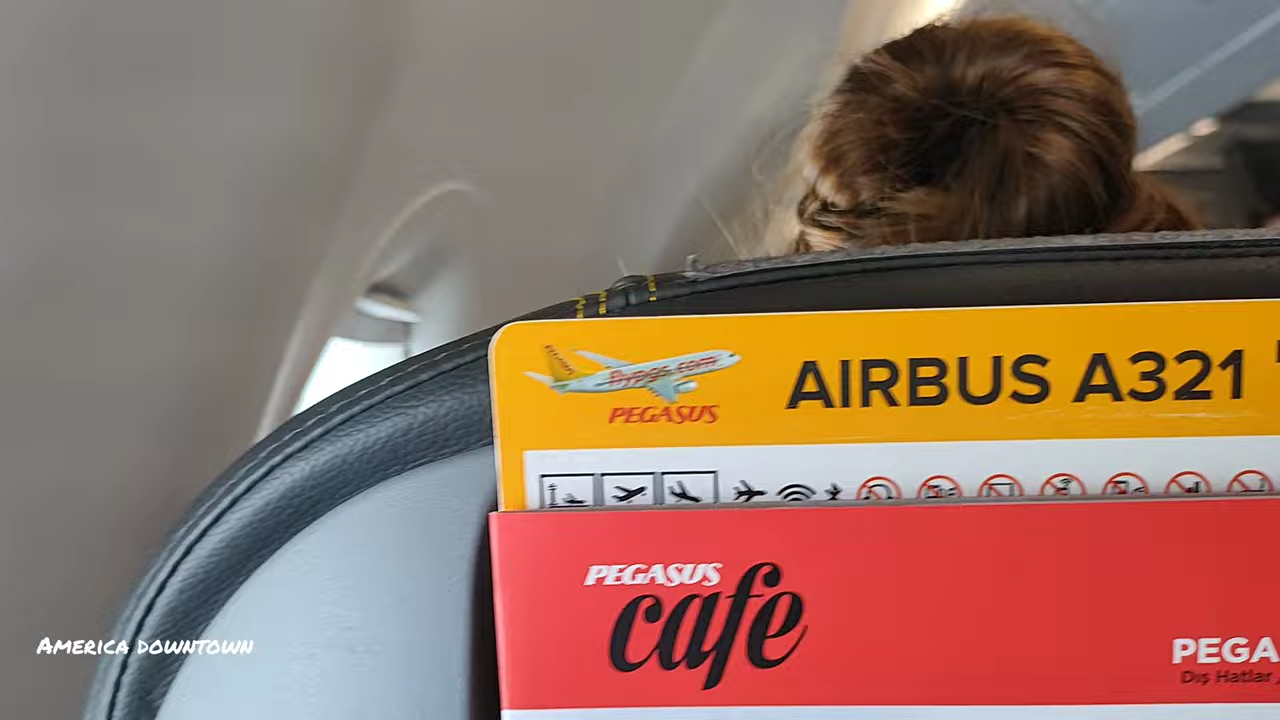 flypgs.com
PEGASUS
AIRBUS A321
PEGASUS
cafe
PEGA
Dış Hatlar /
AMERICA DOWNTOWN